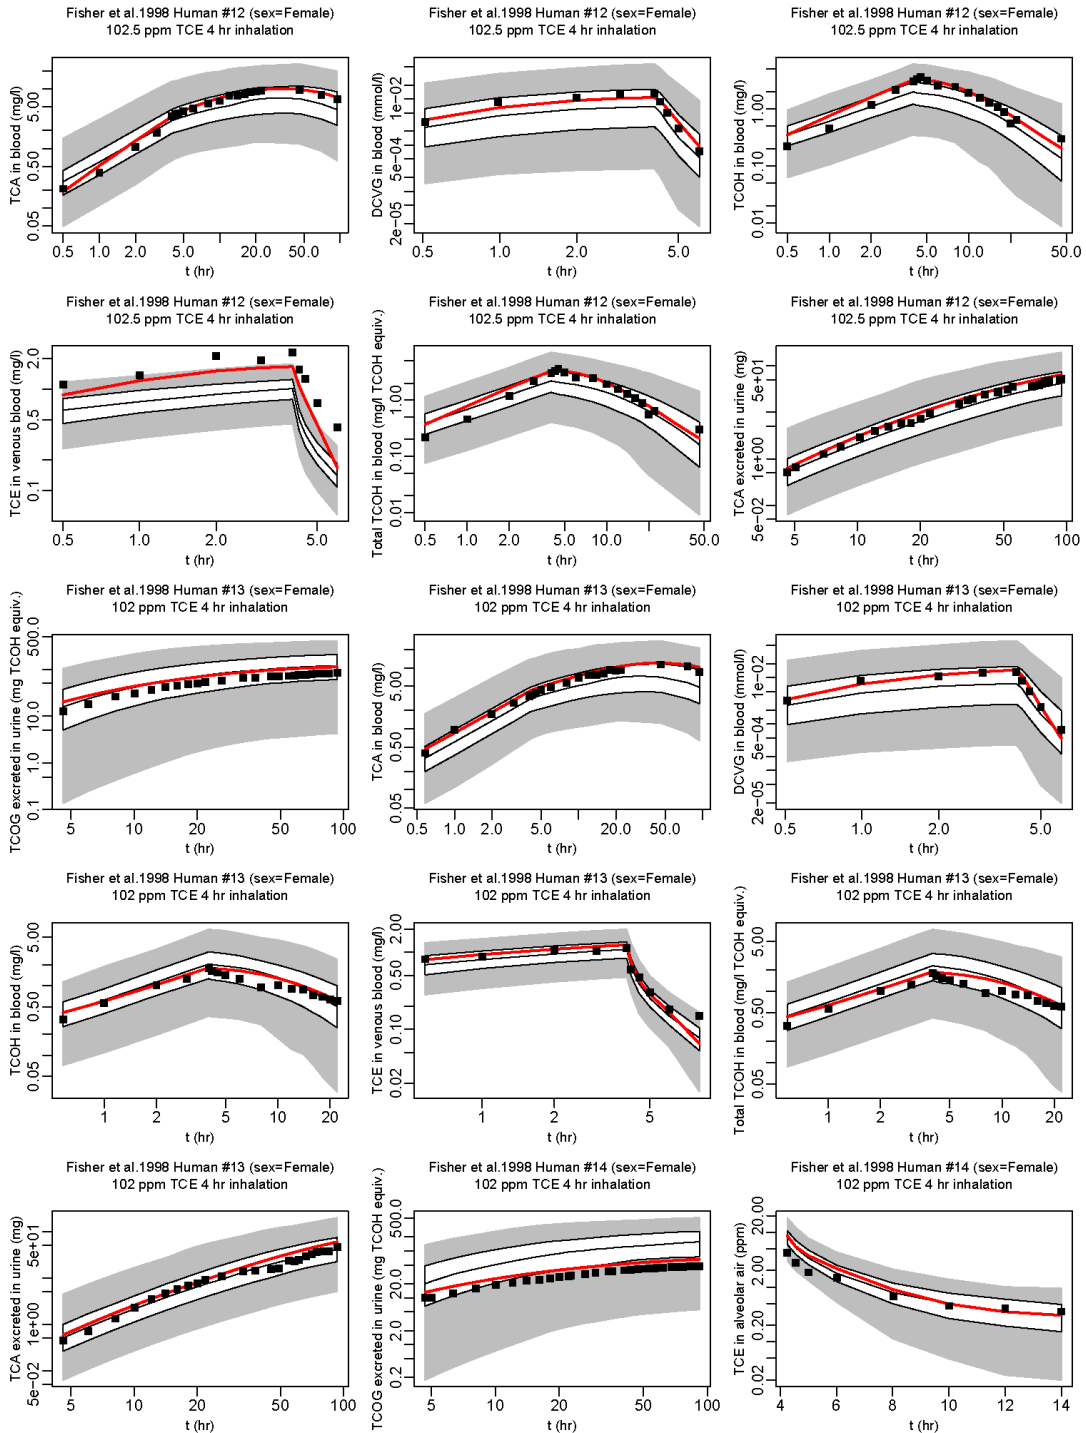 Fisher et al.1998 Human #12 (sex=Female)
102.5 ppm TCE 4 hr inhalation
TCA in blood (mg/l)
0.05 0.50 5.00
0.5 1.0 2.0 5.0 20.0 50.0
t (hr)
Fisher et al.1998 Human #12 (sex=Female)
102.5 ppm TCE 4 hr inhalation
DCVG in blood (mmol/l)
2e−05 5e−04 1e−02
0.5 1.0 2.0 5.0
t (hr)
Fisher et al.1998 Human #12 (sex=Female)
102.5 ppm TCE 4 hr inhalation
TCOH in blood (mg/l)
0.01 0.10 1.00
0.5 1.0 2.0 5.0 10.0 50.0
t (hr)
Fisher et al.1998 Human #12 (sex=Female)
102.5 ppm TCE 4 hr inhalation
TCE in venous blood (mg/l)
0.1 0.5 2.0
0.5 1.0 2.0 5.0
t (hr)
Fisher et al.1998 Human #12 (sex=Female)
102.5 ppm TCE 4 hr inhalation
Total TCOH in blood (mg/l TCOH equiv.)
0.01 0.10 1.00
0.5 1.0 2.0 5.0 10.0 50.0
t (hr)
Fisher et al.1998 Human #12 (sex=Female)
102.5 ppm TCE 4 hr inhalation
TCA excreted in urine (mg)
5e−02 1e+00 5e+01
5 10 20 50 100
t (hr)
Fisher et al.1998 Human #13 (sex=Female)
102 ppm TCE 4 hr inhalation
TCOG excreted in urine (mg TCOH equiv.)
0.1 1.0 10.0 500.0
5 10 20 50 100
t (hr)
Fisher et al.1998 Human #13 (sex=Female)
102 ppm TCE 4 hr inhalation
TCA in blood (mg/l)
0.05 0.50 5.00
0.5 1.0 2.0 5.0 20.0 50.0
t (hr)
Fisher et al.1998 Human #13 (sex=Female)
102 ppm TCE 4 hr inhalation
DCVG in blood (mmol/l)
2e−05 5e−04 1e−02
0.5 1.0 2.0 5.0
t (hr)
Fisher et al.1998 Human #13 (sex=Female)
102 ppm TCE 4 hr inhalation
TCOH in blood (mg/l)
0.05 0.50 5.00
1 2 5 10 20
t (hr)
Fisher et al.1998 Human #13 (sex=Female)
102 ppm TCE 4 hr inhalation
TCE in venous blood (mg/l)
0.02 0.10 0.50 2.00
1 2 5
t (hr)
Fisher et al.1998 Human #13 (sex=Female)
102 ppm TCE 4 hr inhalation
Total TCOH in blood (mg/l TCOH equiv.)
0.05 0.50 5.00
1 2 5 10 20
t (hr)
Fisher et al.1998 Human #13 (sex=Female)
102 ppm TCE 4 hr inhalation
TCA excreted in urine (mg)
5e−02 1e+00 5e+01
5 10 20 50 100
t (hr)
Fisher et al.1998 Human #14 (sex=Female)
102 ppm TCE 4 hr inhalation
TCOG excreted in urine (mg TCOH equiv.)
0.2 2.0 20.0 500.0
5 10 20 50 100
t (hr)
Fisher et al.1998 Human #14 (sex=Female)
102 ppm TCE 4 hr inhalation
TCE in alveolar air (ppm)
0.02 0.20 2.00 20.00
4 6 8 10 12 14
t (hr)